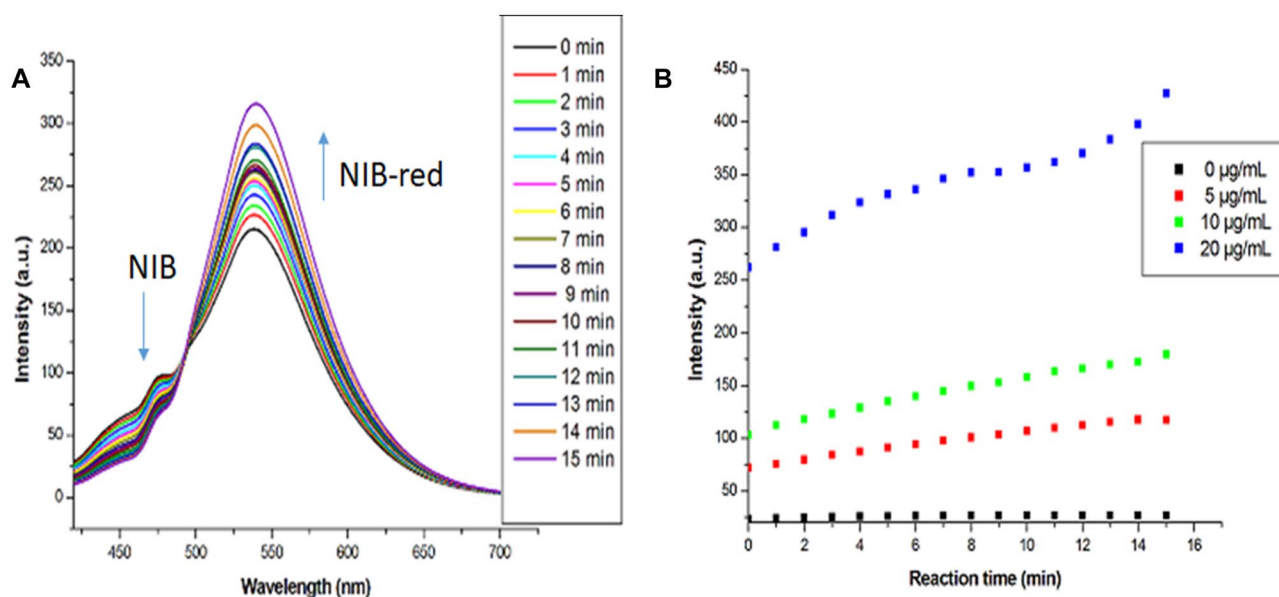 A
350
300
250
200
150
100
50
0
Intensity (a.u.)
450 500 550 600 650 700
Wavelength (nm)
NIB
NIB-red
0 min
1 min
2 min
3 min
4 min
5 min
6 min
7 min
8 min
9 min
10 min
11 min
12 min
13 min
14 min
15 min
B
450
400
350
300
250
200
150
100
50
Intensity (a.u.)
0 2 4 6 8 10 12 14 16
Reaction time (min)
0 µg/mL
5 µg/mL
10 µg/mL
20 µg/mL